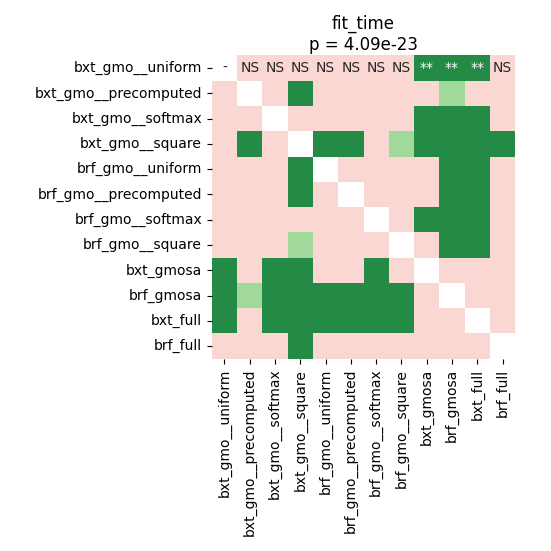 fit_time
p = 4.09e-23
bxt_gmo__uniform - NS NS NS NS NS NS NS ** ** ** NS
bxt_gmo__precomputed
bxt_gmo__softmax
bxt_gmo__square
brf_gmo__uniform
brf_gmo__precomputed
brf_gmo__softmax
brf_gmo__square
bxt_gmosa
brf_gmosa
bxt_full
brf_full
bxt_gmo__uniform
bxt_gmo__precomputed
bxt_gmo__softmax
bxt_gmo__square
brf_gmo__uniform
brf_gmo__precomputed
brf_gmo__softmax
brf_gmo__square
bxt_gmosa
brf_gmosa
bxt_full
brf_full